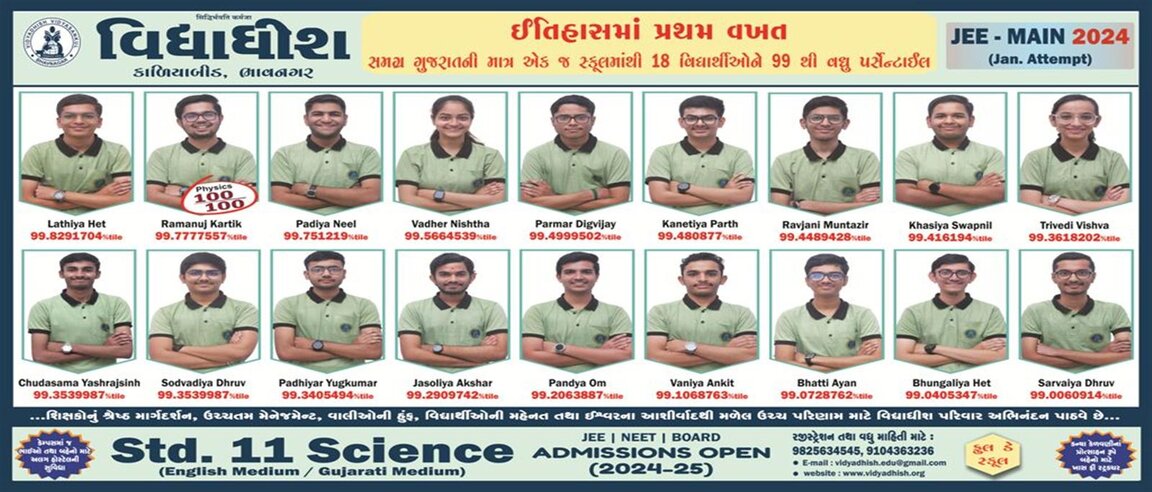 VIDYADHISH VIDYASANKUL
BHAVNAGAR
સિદ્ધિર્ભવતિ કર્મજા
વિદ્યાધીશ
કાળિયાબીડ, ભાવનગર
ઈતિહાસમાં પ્રથમ વખત
સમગ્ર ગુજરાતની માત્ર એક જ સ્કૂલમાંથી 18 વિદ્યાર્થીઓને 99 થી વધુ પર્સેન્ટાઈલ
JEE - MAIN 2024
(Jan. Attempt)
Physics
100
100
Lathiya Het Ramanuj Kartik Padiya Neel Vadher Nishtha Parmar Digvijay Kanetiya Parth Ravjani Muntazir Khasiya Swapnil Trivedi Vishva
99.8291704%tile 99.7777557%tile 99.751219%tile 99.5664539%tile 99.4999502%tile 99.480877%tile 99.4489428%tile 99.416194%tile 99.3618202%tile
Chudasama Yashrajsinh Sodvadiya Dhruv Padhiyar Yugkumar Jasoliya Akshar Pandya Om Vaniya Ankit Bhatti Ayan Bhungaliya Het Sarvaiya Dhruv
99.3539987%tile 99.3539987%tile 99.3405494%tile 99.2909742%tile 99.2063887%tile 99.1068763%tile 99.0728762%tile 99.0405347%tile 99.0060914%tile
...શિક્ષકોનું શ્રેષ્ઠ માર્ગદર્શન, ઉચ્ચતમ મેનેજમેન્ટ, વાલીઓની હુંફ, વિદ્યાર્થીઓની મહેનત તથા ઈશ્વરના આશીર્વાદથી મળેલ ઉચ્ચ પરિણામ માટે વિદ્યાધીશ પરિવાર અભિનંદન પાઠવે છે...
કેમ્પસમાં જ
ભાઈઓ તથા બહેનો માટે
અલગ હોસ્ટેલની
સુવિધા
Std. 11 Science
(English Medium / Gujarati Medium)
JEE | NEET | BOARD
ADMISSIONS OPEN
(2024-25)
રજીસ્ટ્રેશન તથા વધુ માહિતી માટે :
9825634545, 9104363236
• E-mail : vidyadhish.edu@gmail.com
• website : www.vidyadhish.org
ફુલ ડે
સ્કૂલ
કન્યા કેળવણીનાં
પ્રોત્સાહન રૂપે
બહેનો માટે
ખાસ ફી સ્ટ્રક્ચર